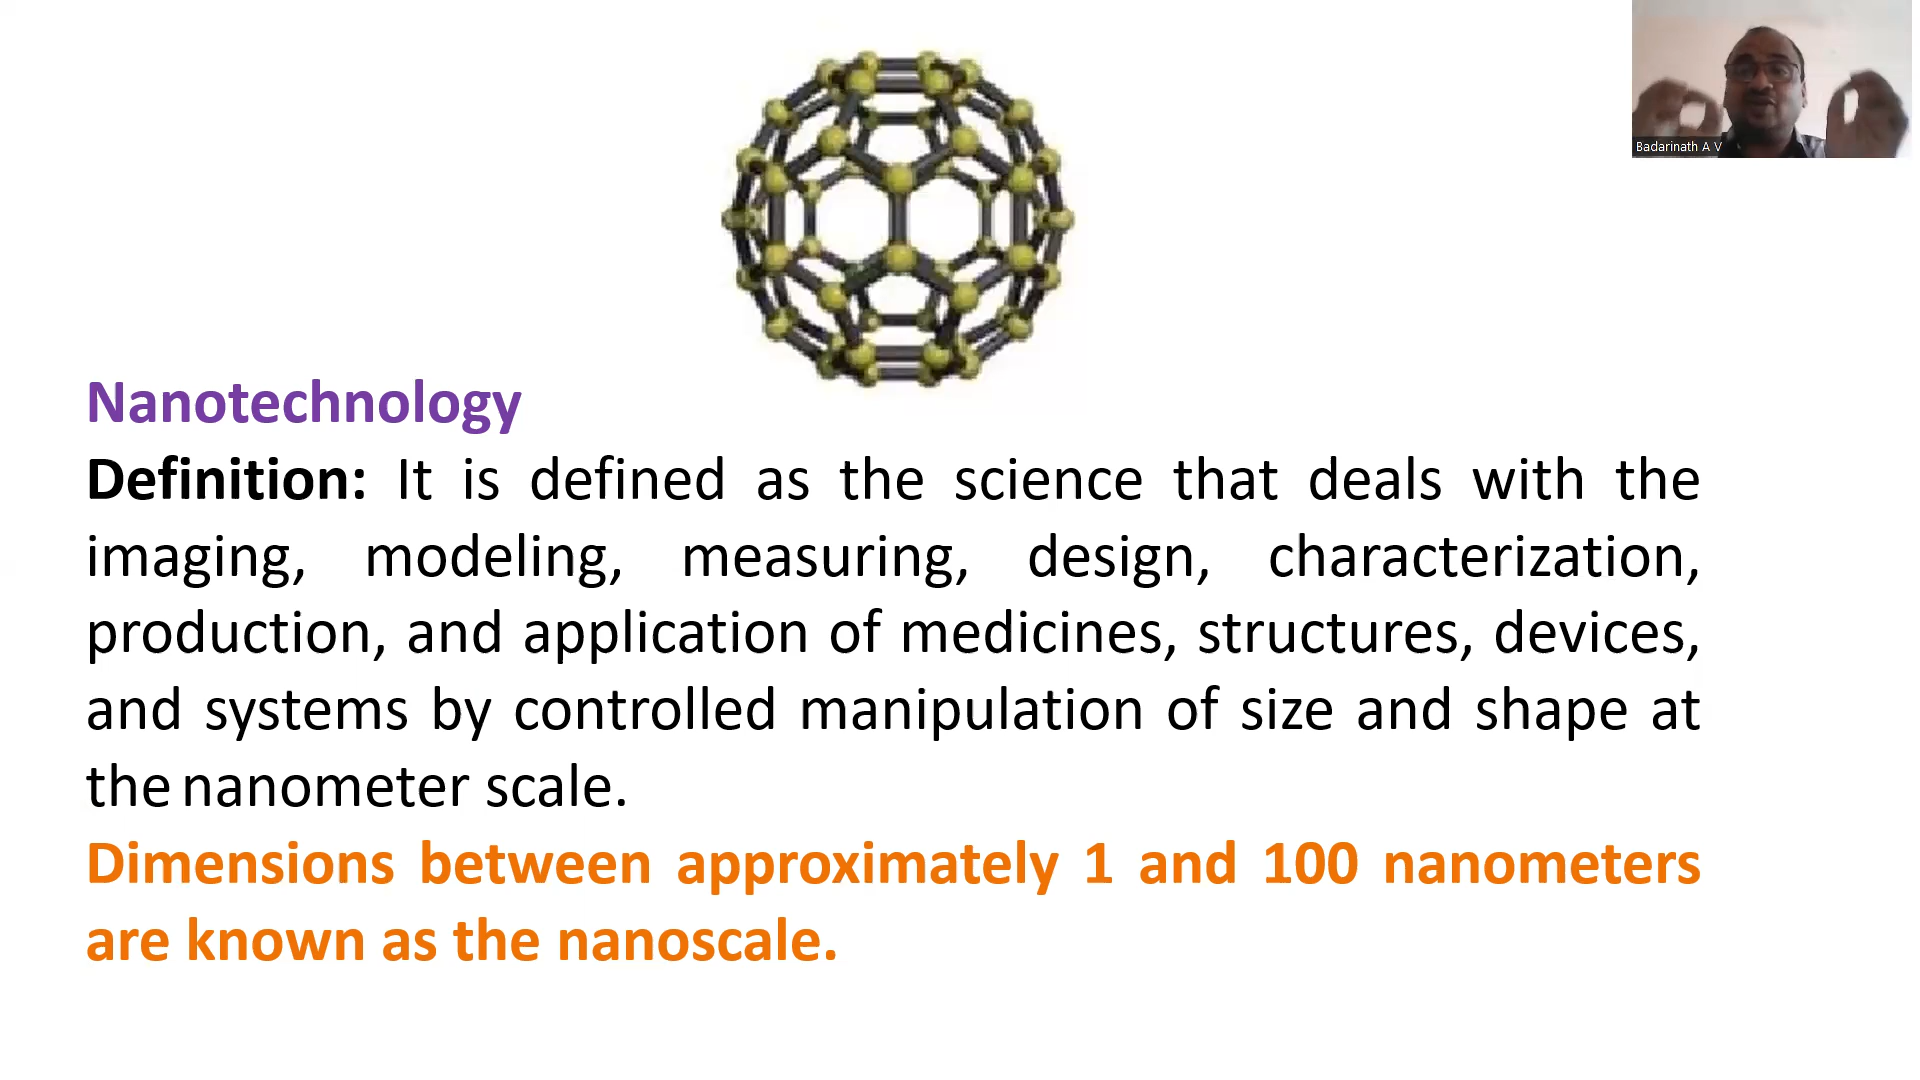 Badarinath A V
Nanotechnology
Definition: It is defined as the science that deals with the
imaging, modeling, measuring, design, characterization,
production, and application of medicines, structures, devices,
and systems by controlled manipulation of size and shape at
the nanometer scale.
Dimensions between approximately 1 and 100 nanometers
are known as the nanoscale.